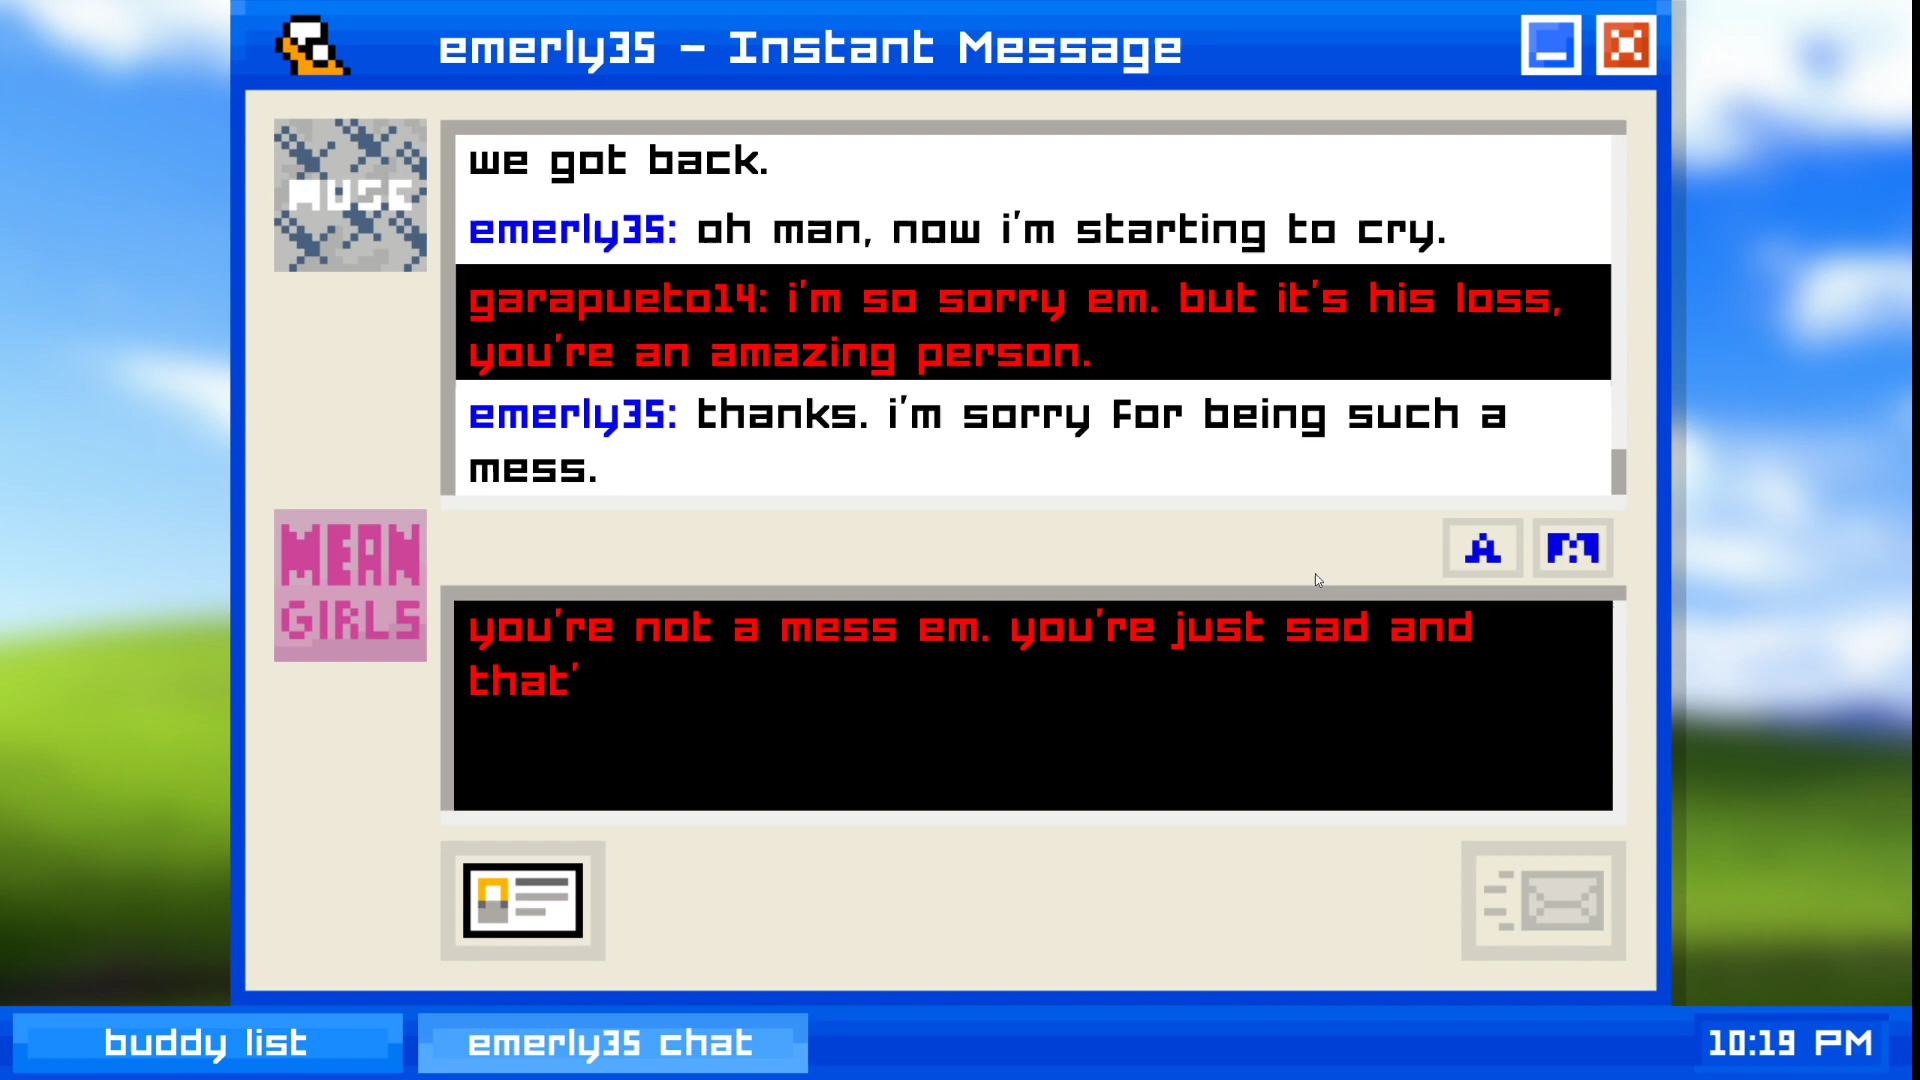 emerly35 - Instant Message
MUSE
we got back.
emerly35: oh man, now i'm starting to cry.
garapueto14: i'm so sorry em. but it's his loss,
you're an amazing person.
emerly35: thanks. i'm sorry for being such a
mess.
MEAN
GIRLS
A
you're not a mess em. you're just sad and
that'
buddy list
emerly35 chat
10:19 PM